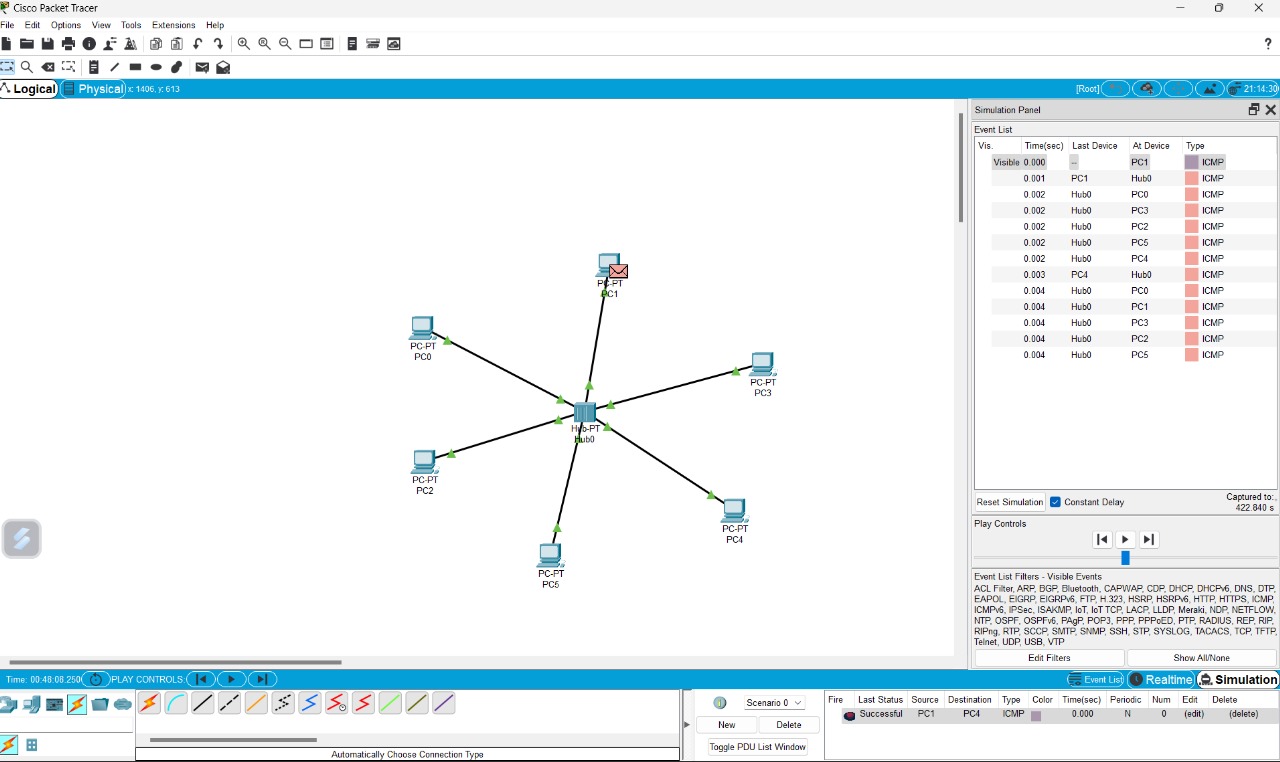 Cisco Packet Tracer
File Edit Options View Tools Extensions Help
?
Logical Physical x: 1406, y: 613 [Root] 21:14:30
Simulation Panel
Event List
Vis. Time(sec) Last Device At Device Type
Visible 0.000 -- PC1 ICMP
0.001 PC1 Hub0 ICMP
0.002 Hub0 PC0 ICMP
0.002 Hub0 PC3 ICMP
0.002 Hub0 PC2 ICMP
0.002 Hub0 PC5 ICMP
0.002 Hub0 PC4 ICMP
0.003 PC4 Hub0 ICMP
0.004 Hub0 PC0 ICMP
0.004 Hub0 PC1 ICMP
0.004 Hub0 PC3 ICMP
0.004 Hub0 PC2 ICMP
0.004 Hub0 PC5 ICMP
PC-PT
PC1
PC-PT
PC0
PC-PT
PC3
Hub-PT
Hub0
PC-PT
PC2
PC-PT
PC4
PC-PT
PC5
Reset Simulation Constant Delay Captured to:
422.840 s
Play Controls
Event List Filters - Visible Events
ACL Filter, ARP, BGP, Bluetooth, CAPWAP, CDP, DHCP, DHCPv6, DNS, DTP,
EAPOL, EIGRP, EIGRPv6, FTP, H.323, HSRP, HSRPv6, HTTP, HTTPS, ICMP,
ICMPv6, IPSec, ISAKMP, IoT, IoT TCP, LACP, LLDP, Meraki, NDP, NETFLOW,
NTP, OSPF, OSPFv6, PAgP, POP3, PPP, PPPoED, PTP, RADIUS, REP, RIP,
RIPng, RTP, SCCP, SMTP, SNMP, SSH, STP, SYSLOG, TACACS, TCP, TFTP,
Telnet, UDP, USB, VTP
Edit Filters Show All/None
Time: 00:48:08.250 PLAY CONTROLS: Event List Realtime Simulation
Scenario 0
New Delete
Toggle PDU List Window
Fire Last Status Source Destination Type Color Time(sec) Periodic Num Edit Delete
Successful PC1 PC4 ICMP 0.000 N 0 (edit) (delete)
Automatically Choose Connection Type